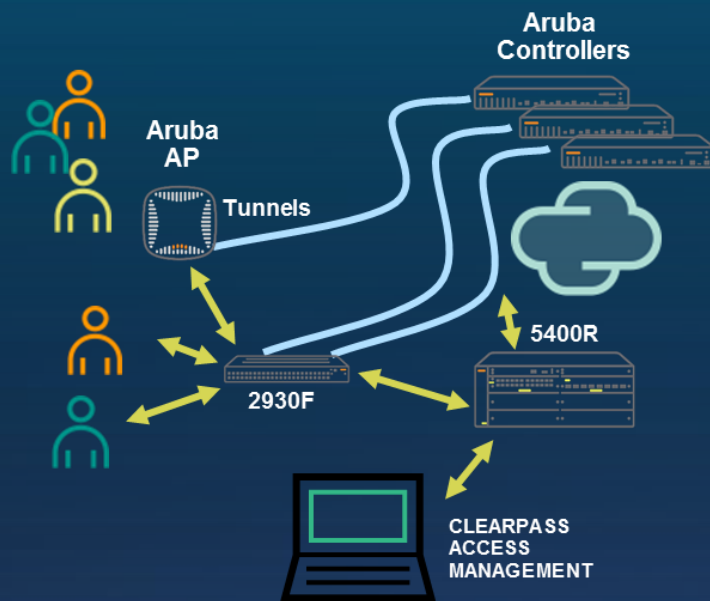 Aruba
Controllers
Aruba
AP
Tunnels
5400R
2930F
CLEARPASS
ACCESS
MANAGEMENT